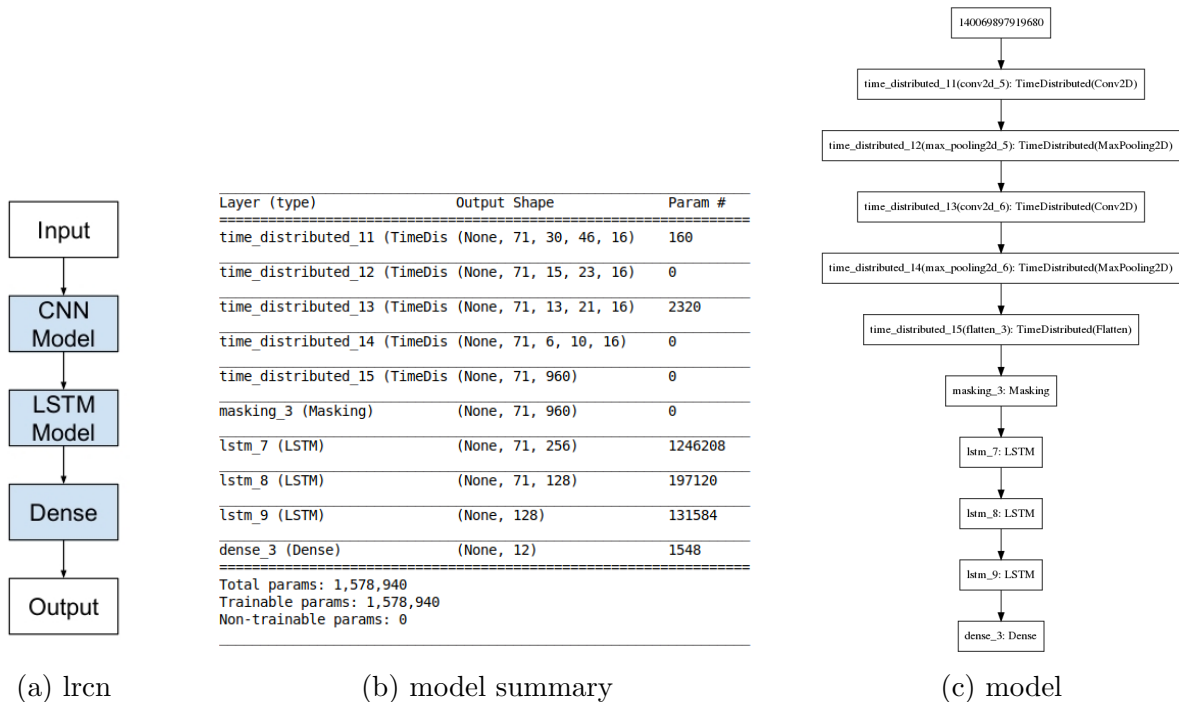 Input
CNN
Model
LSTM
Model
Dense
Output
(a) lrcn
Layer (type) Output Shape Param #
=================================================================
time_distributed_11 (TimeDis (None, 71, 30, 46, 16) 160
time_distributed_12 (TimeDis (None, 71, 15, 23, 16) 0
time_distributed_13 (TimeDis (None, 71, 13, 21, 16) 2320
time_distributed_14 (TimeDis (None, 71, 6, 10, 16) 0
time_distributed_15 (TimeDis (None, 71, 960) 0
masking_3 (Masking) (None, 71, 960) 0
lstm_7 (LSTM) (None, 71, 256) 1246208
lstm_8 (LSTM) (None, 71, 128) 197120
lstm_9 (LSTM) (None, 128) 131584
dense_3 (Dense) (None, 12) 1548
=================================================================
Total params: 1,578,940
Trainable params: 1,578,940
Non-trainable params: 0
(b) model summary
140069897919680
time_distributed_11(conv2d_5): TimeDistributed(Conv2D)
time_distributed_12(max_pooling2d_5): TimeDistributed(MaxPooling2D)
time_distributed_13(conv2d_6): TimeDistributed(Conv2D)
time_distributed_14(max_pooling2d_6): TimeDistributed(MaxPooling2D)
time_distributed_15(flatten_3): TimeDistributed(Flatten)
masking_3: Masking
lstm_7: LSTM
lstm_8: LSTM
lstm_9: LSTM
dense_3: Dense
(c) model